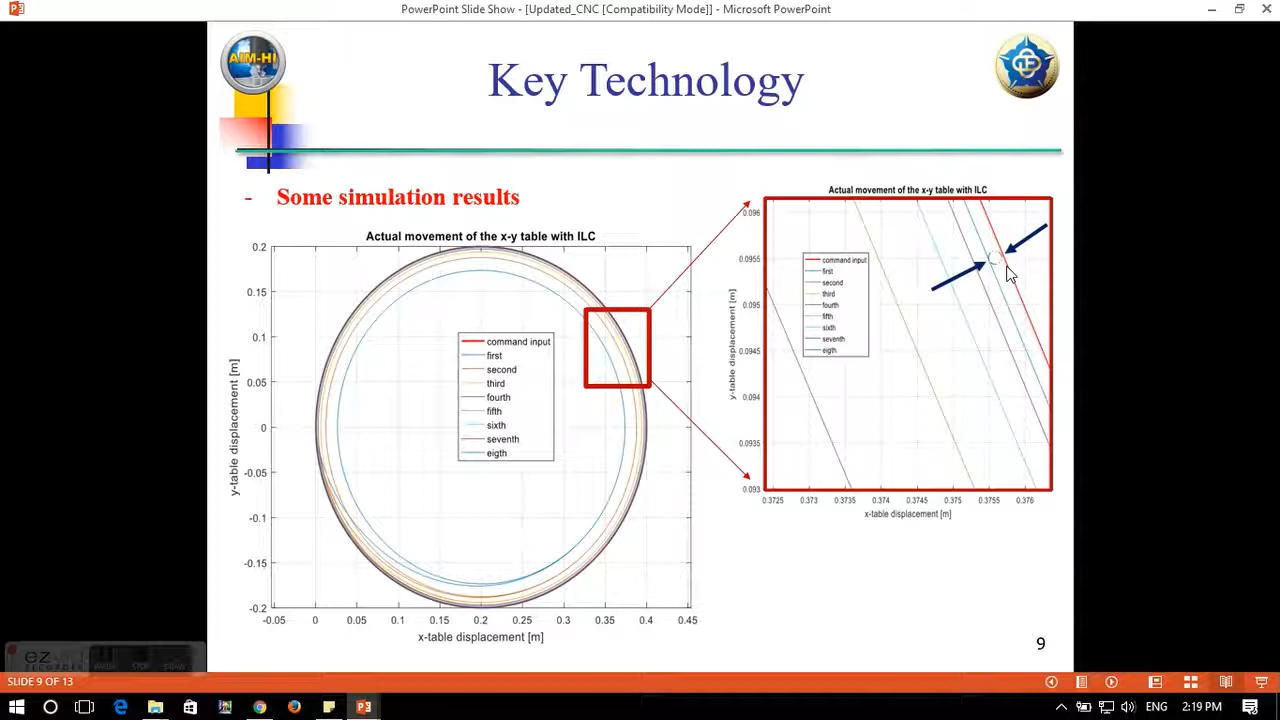 PowerPoint Slide Show - [Updated_CNC [Compatibility Mode]] - Microsoft PowerPoint
AIM-HI
Key Technology
- Some simulation results
Actual movement of the x-y table with ILC
0.2
0.15
0.1
0.05
0
-0.05
-0.1
-0.15
-0.2
y-table displacement [m]
command input
first
second
third
fourth
fifth
sixth
seventh
eigth
-0.05 0 0.05 0.1 0.15 0.2 0.25 0.3 0.35 0.4 0.45
x-table displacement [m]
Actual movement of the x-y table with ILC
0.096
0.0955
0.095
0.0945
0.094
0.0935
0.093
y-table displacement [m]
command input
first
second
third
fourth
fifth
sixth
seventh
eigth
0.3725 0.373 0.3735 0.374 0.3745 0.375 0.3755 0.376
x-table displacement [m]
9
ez
RECORDER
STOP
DRAW
SLIDE 9 OF 13
ENG
2:19 PM